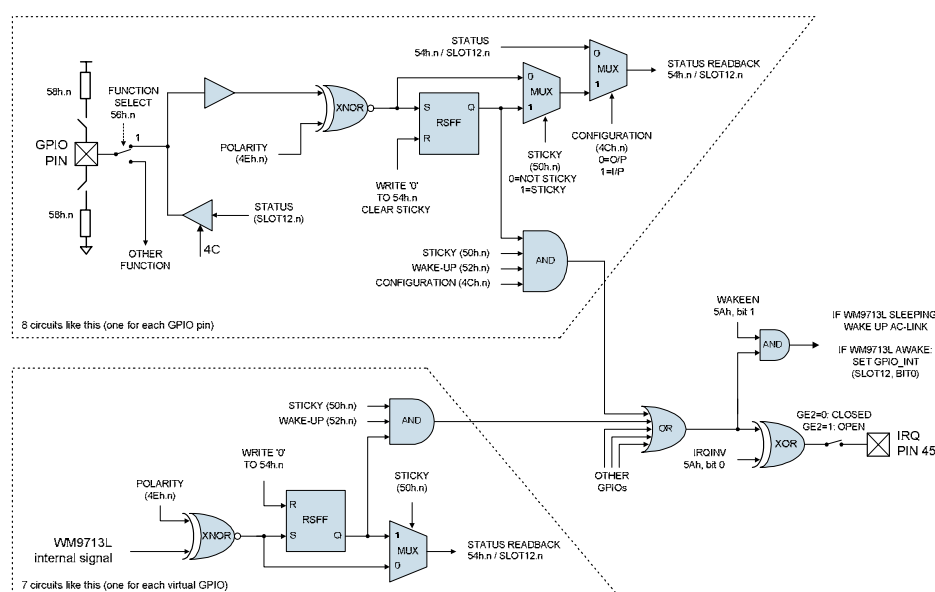 STATUS
54h.n / SLOT12.n
0
MUX
1
STATUS READBACK
54h.n / SLOT12.n
58h.n
FUNCTION
SELECT
56h.n
1
GPIO
PIN
58h.n
OTHER
FUNCTION
XNOR
POLARITY
(4Eh.n)
STATUS
(SLOT12.n)
4C
S
Q
RSFF
R
WRITE '0'
TO 54h.n
CLEAR STICKY
0
MUX
1
STICKY
(50h.n)
0=NOT STICKY
1=STICKY
CONFIGURATION
(4Ch.n)
0=O/P
1=I/P
STICKY (50h.n)
WAKE-UP (52h.n)
CONFIGURATION (4Ch.n)
AND
8 circuits like this (one for each GPIO pin)
WAKEEN
5Ah, bit 1
AND
IF WM9713L SLEEPING
WAKE UP AC-LINK
IF WM9713L AWAKE:
SET GPIO_INT
(SLOT12, BIT0)
STICKY (50h.n)
WAKE-UP (52h.n)
AND
OR
OTHER
GPIOs
IRQINV
5Ah, bit 0
XOR
GE2=0: CLOSED
GE2=1: OPEN
IRQ
PIN 45
WRITE '0'
TO 54h.n
POLARITY
(4Eh.n)
XNOR
WM9713L
internal signal
R
RSFF
S
Q
STICKY
(50h.n)
1
MUX
0
STATUS READBACK
54h.n / SLOT12.n
7 circuits like this (one for each virtual GPIO)